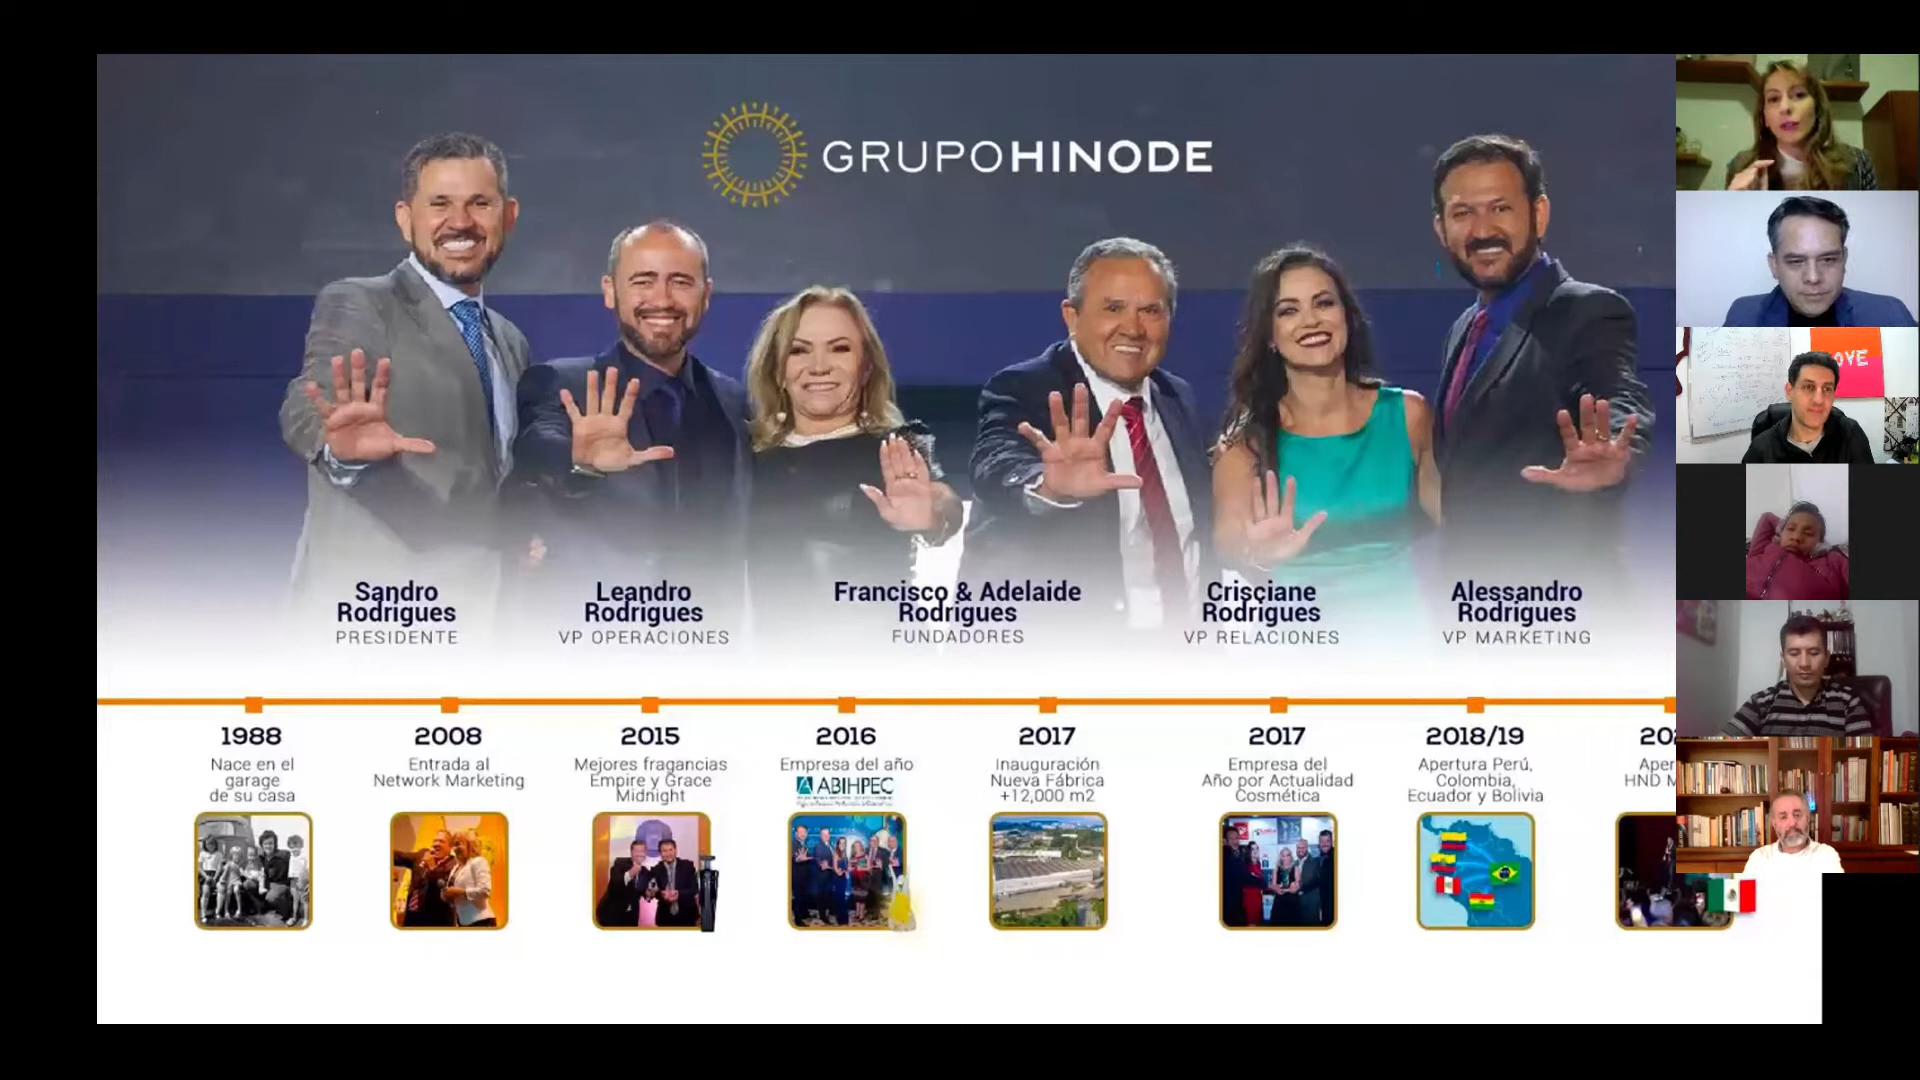 GRUPOHINODE
Sandro
Rodrigues
PRESIDENTE
Leandro
Rodrigues
VP OPERACIONES
Francisco & Adelaide
Rodrigues
FUNDADORES
Crisciane
Rodrigues
VP RELACIONES
Alessandro
Rodrigues
VP MARKETING
1988
Nace en el
garage
de su casa
2008
Entrada al
Network Marketing
2015
Mejores fragancias
Empire y Grace
Midnight
2016
Empresa del año
ABIHPEC
2017
Inauguración
Nueva Fábrica
+12,000 m2
2017
Empresa del
Año por Actualidad
Cosmética
2018/19
Apertura Perú,
Colombia,
Ecuador y Bolivia
HND